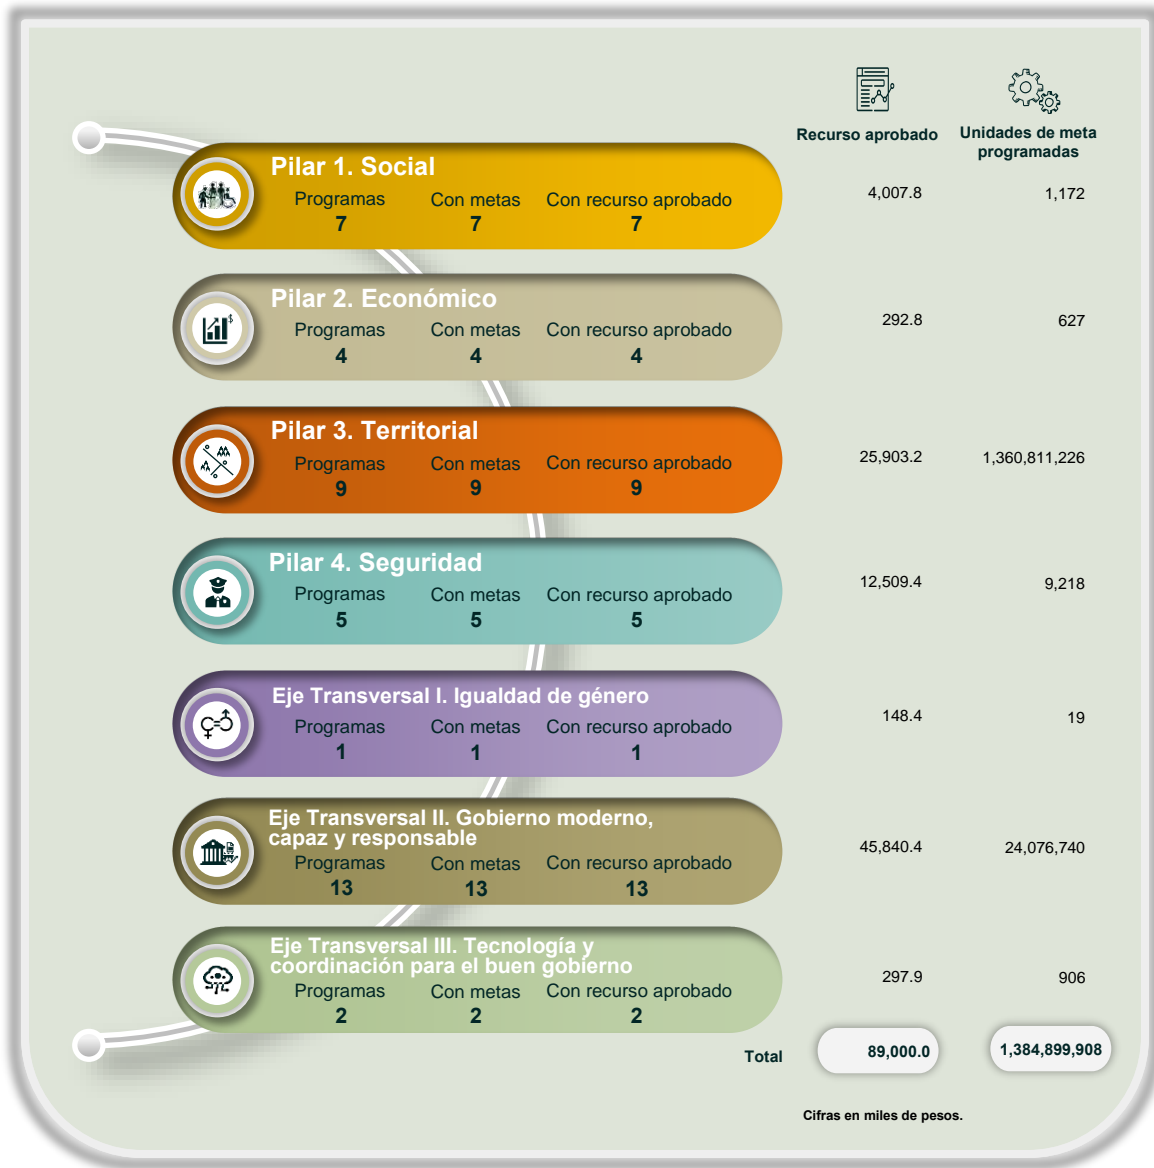 Recurso aprobado
Unidades de meta
programadas
Pilar 1. Social
Programas Con metas Con recurso aprobado
7 7 7
4,007.8 1,172
Pilar 2. Económico
Programas Con metas Con recurso aprobado
4 4 4
292.8 627
Pilar 3. Territorial
Programas Con metas Con recurso aprobado
9 9 9
25,903.2 1,360,811,226
Pilar 4. Seguridad
Programas Con metas Con recurso aprobado
5 5 5
12,509.4 9,218
Eje Transversal I. Igualdad de género
Programas Con metas Con recurso aprobado
1 1 1
148.4 19
Eje Transversal II. Gobierno moderno,
capaz y responsable
Programas Con metas Con recurso aprobado
13 13 13
45,840.4 24,076,740
Eje Transversal III. Tecnología y
coordinación para el buen gobierno
Programas Con metas Con recurso aprobado
2 2 2
297.9 906
Total 89,000.0 1,384,899,908
Cifras en miles de pesos.